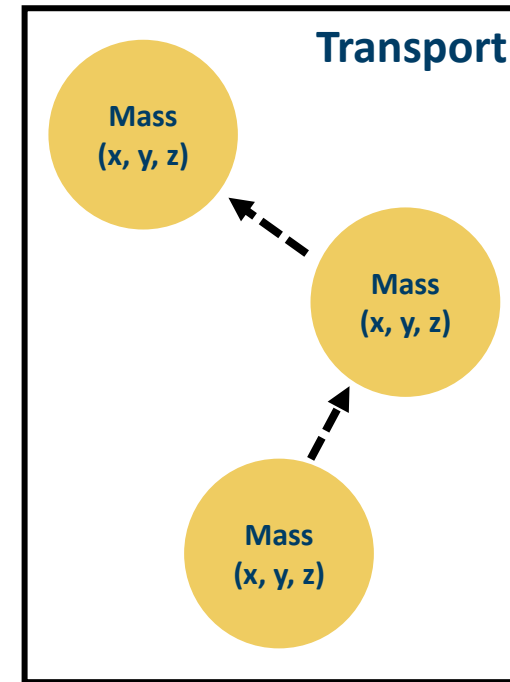 Transport
Mass
(x, y, z)
Mass
(x, y, z)
Mass
(x, y, z)